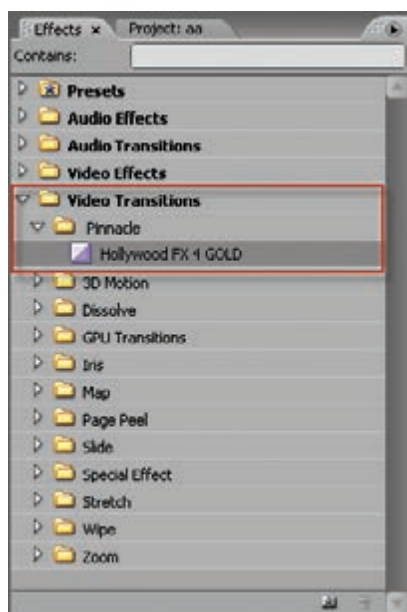 Effects × Project: aa
Contains:
Presets
Audio Effects
Audio Transitions
Video Effects
Video Transitions
Pinnacle
Hollywood FX 4 GOLD
3D Motion
Dissolve
GPU Transitions
Iris
Map
Page Peel
Slide
Special Effect
Stretch
Wipe
Zoom